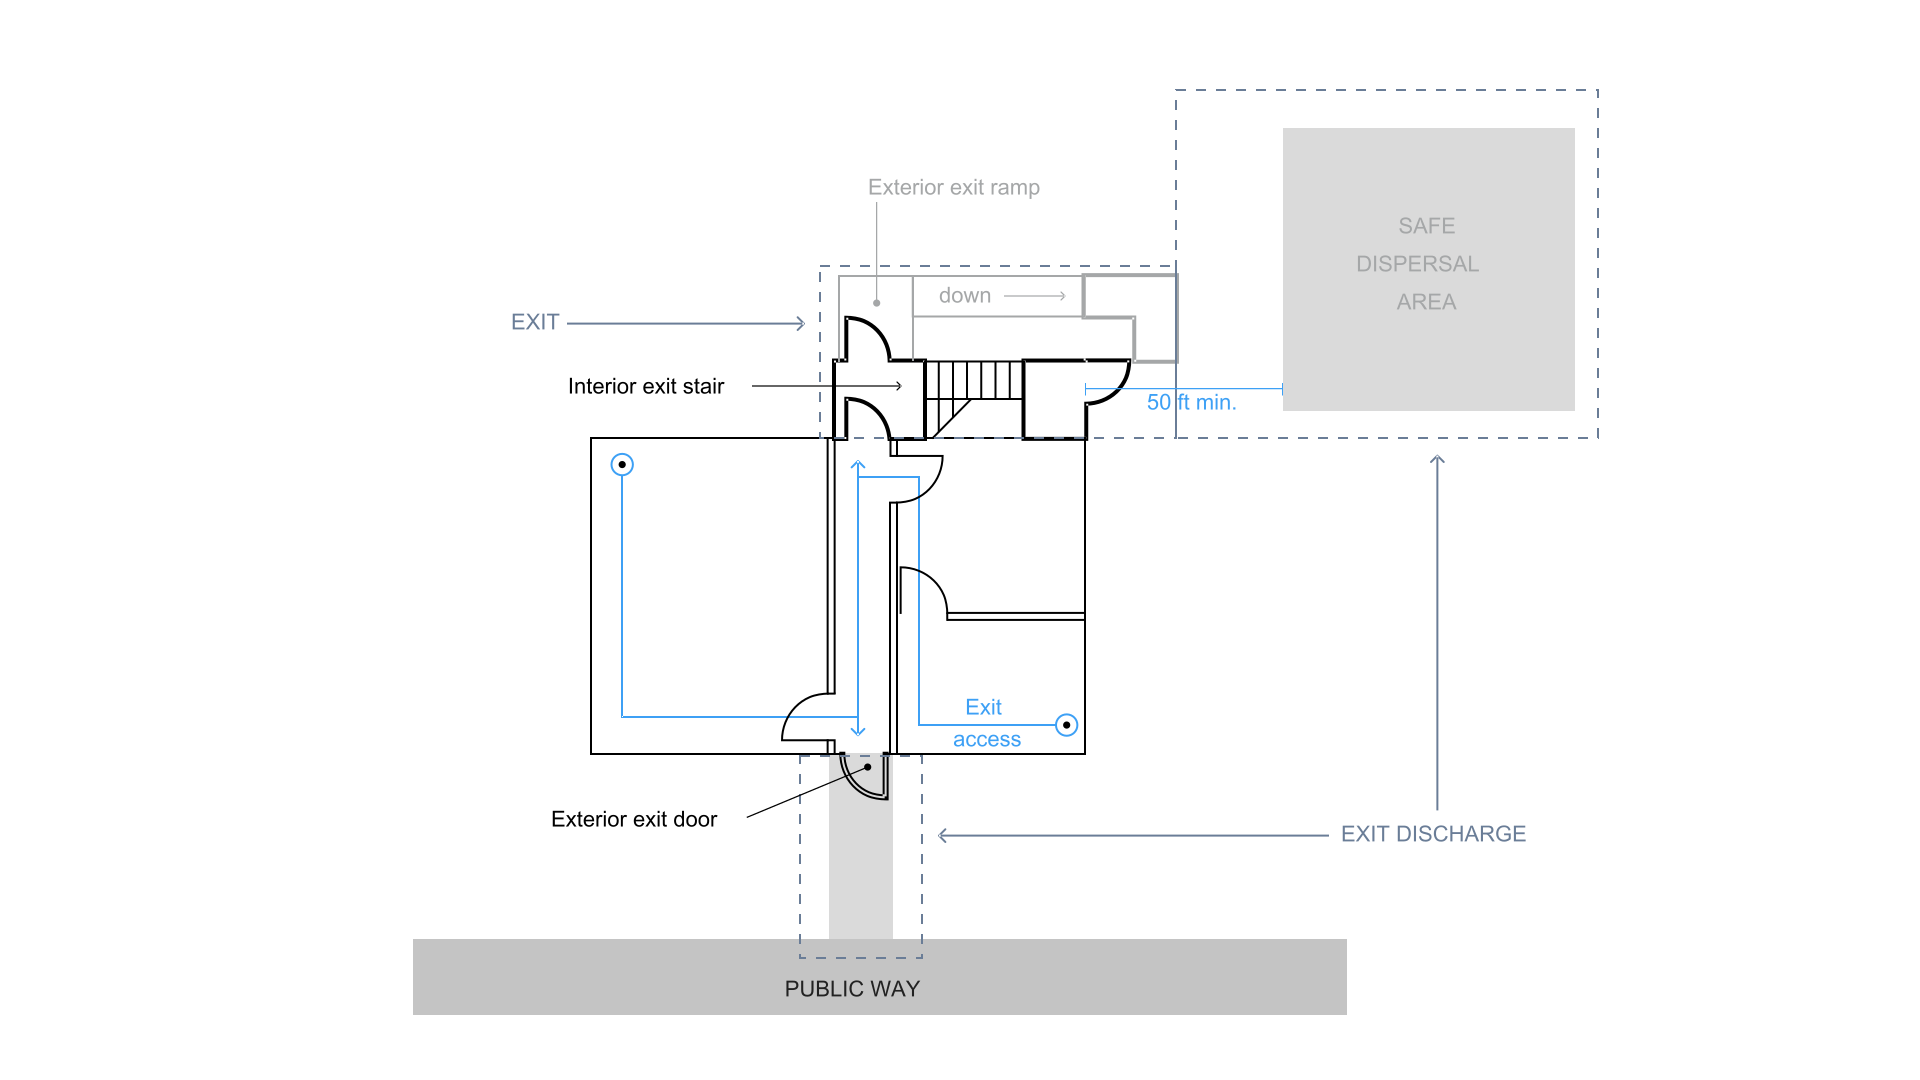 Exterior exit ramp
SAFE
DISPERSAL
AREA
down
EXIT
Interior exit stair
50 ft min.
Exit
access
Exterior exit door
EXIT DISCHARGE
PUBLIC WAY